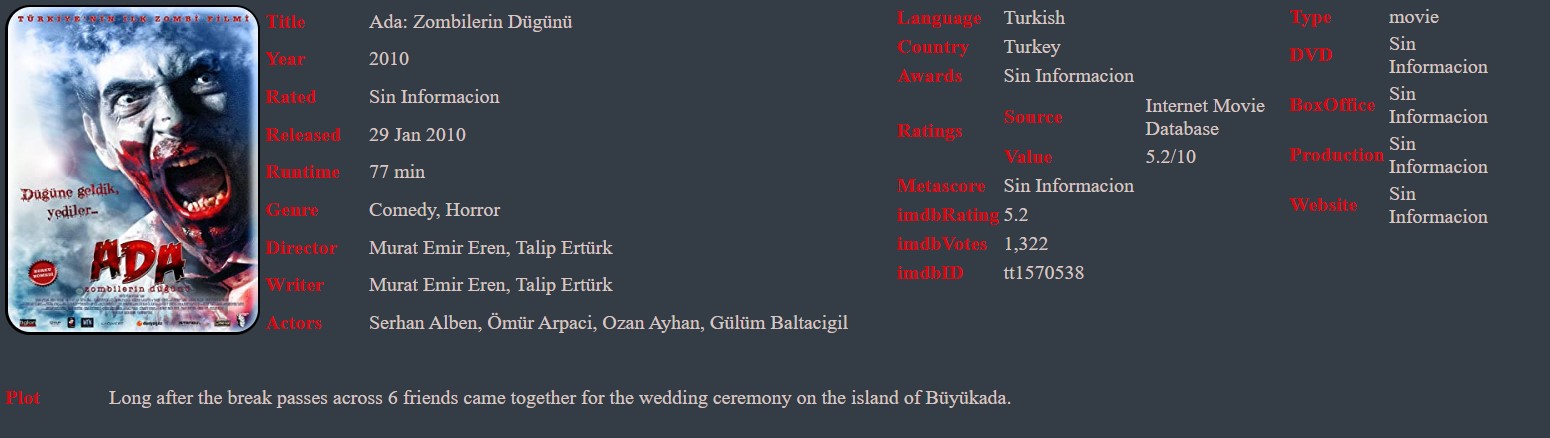 TÜRKİYE'NİN İLK ZOMBİ FİLMİ
Düğüne geldik,
yediler...
ADA
zombilerin düğünü
Title Ada: Zombilerin Dügünü
Year 2010
Rated Sin Informacion
Released 29 Jan 2010
Runtime 77 min
Genre Comedy, Horror
Director Murat Emir Eren, Talip Ertürk
Writer Murat Emir Eren, Talip Ertürk
Actors Serhan Alben, Ömür Arpaci, Ozan Ayhan, Gülüm Baltacigil
Language Turkish
Country Turkey
Awards Sin Informacion
Ratings
Source
Internet Movie
Database
Value 5.2/10
Metascore Sin Informacion
imdbRating 5.2
imdbVotes 1,322
imdbID tt1570538
Type movie
DVD
Sin
Informacion
BoxOffice
Sin
Informacion
Production
Sin
Informacion
Website
Sin
Informacion
Plot Long after the break passes across 6 friends came together for the wedding ceremony on the island of Büyükada.